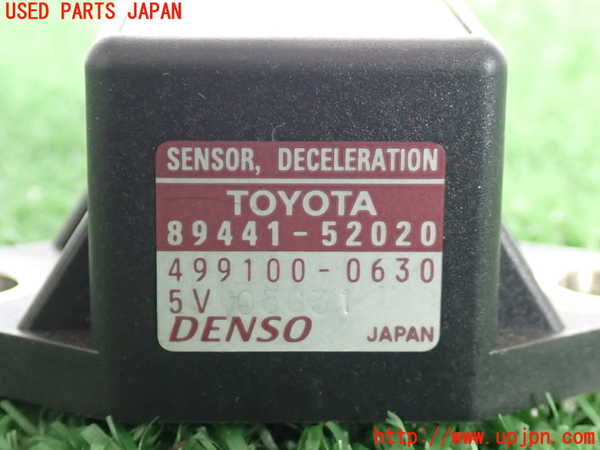 USED PARTS JAPAN
SENSOR, DECELERATION
TOYOTA
89441-52020
499100-0630
5V
DENSO JAPAN
http://www.upjpn.com/